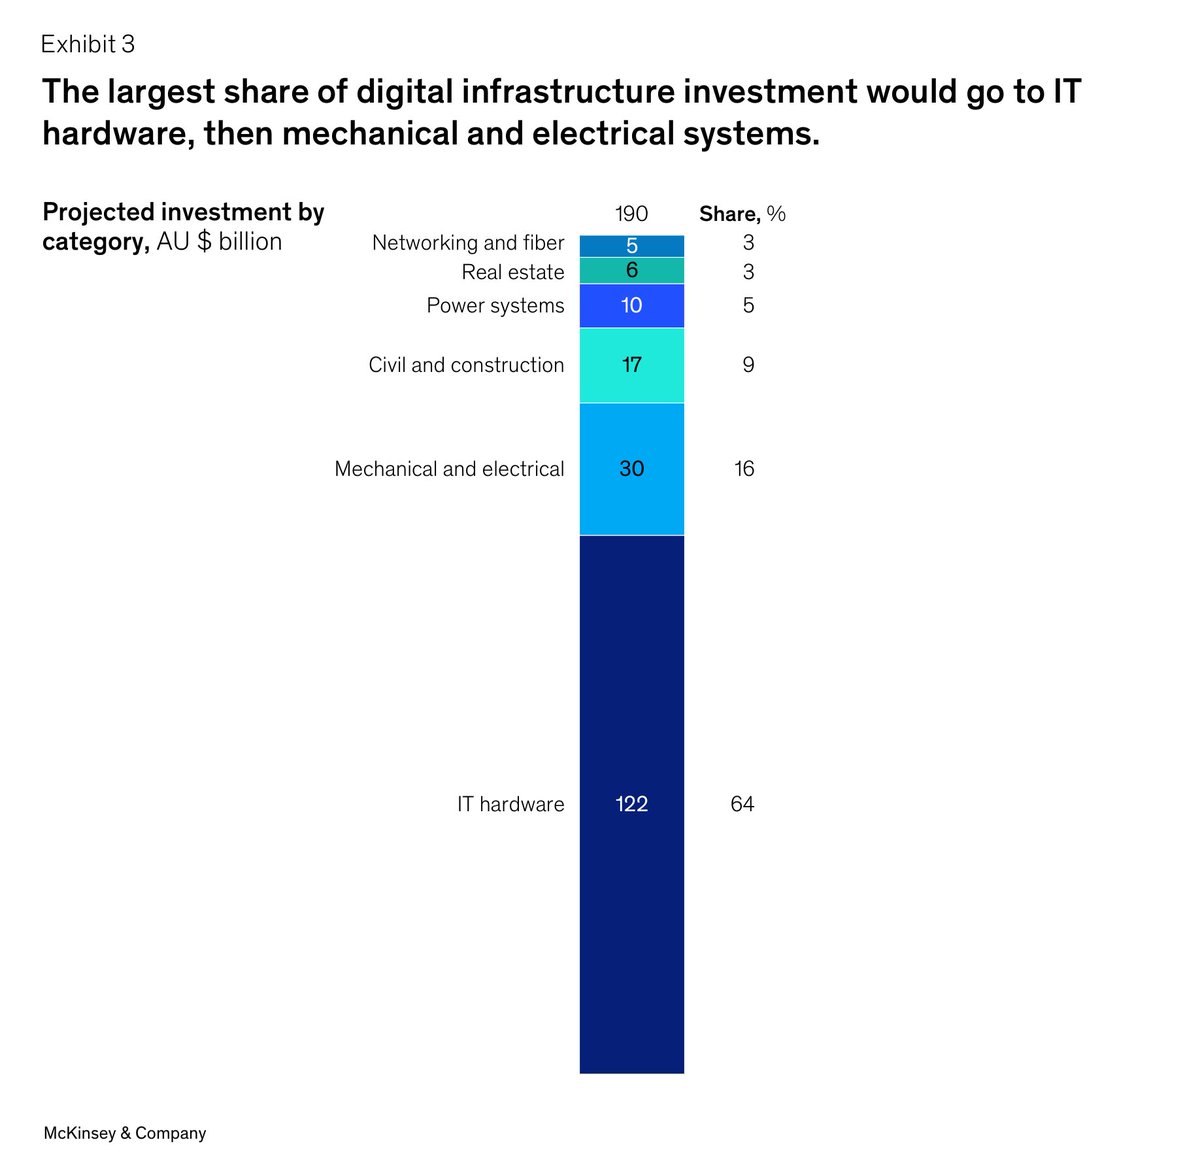 Exhibit 3
The largest share of digital infrastructure investment would go to IT
hardware, then mechanical and electrical systems.
Projected investment by
category, AU $ billion
190 Share, %
Networking and fiber 5 3
Real estate 6 3
Power systems 10 5
Civil and construction 17 9
Mechanical and electrical 30 16
IT hardware 122 64
McKinsey & Company